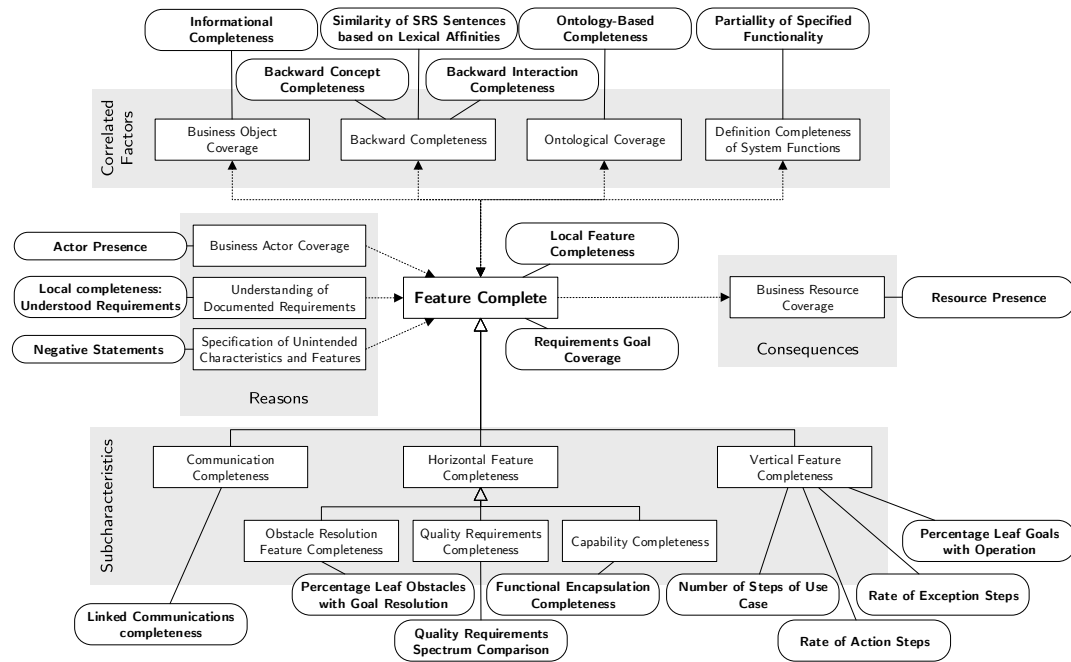 Informational
Completeness
Similarity of SRS Sentences
based on Lexical Affinities
Ontology-Based
Completeness
Partiallity of Specified
Functionality
Backward Concept
Completeness
Backward Interaction
Completeness
Correlated
Factors
Business Object
Coverage
Backward Completeness
Ontological Coverage
Definition Completeness
of System Functions
Actor Presence
Business Actor Coverage
Local completeness:
Understood Requirements
Understanding of
Documented Requirements
Negative Statements
Specification of Unintended
Characteristics and Features
Reasons
Local Feature
Completeness
Feature Complete
Requirements Goal
Coverage
Business Resource
Coverage
Resource Presence
Consequences
Subcharacteristics
Communication
Completeness
Horizontal Feature
Completeness
Vertical Feature
Completeness
Obstacle Resolution
Feature Completeness
Quality Requirements
Completeness
Capability Completeness
Percentage Leaf Goals
with Operation
Percentage Leaf Obstacles
with Goal Resolution
Functional Encapsulation
Completeness
Number of Steps of Use
Case
Rate of Exception Steps
Linked Communications
completeness
Quality Requirements
Spectrum Comparison
Rate of Action Steps